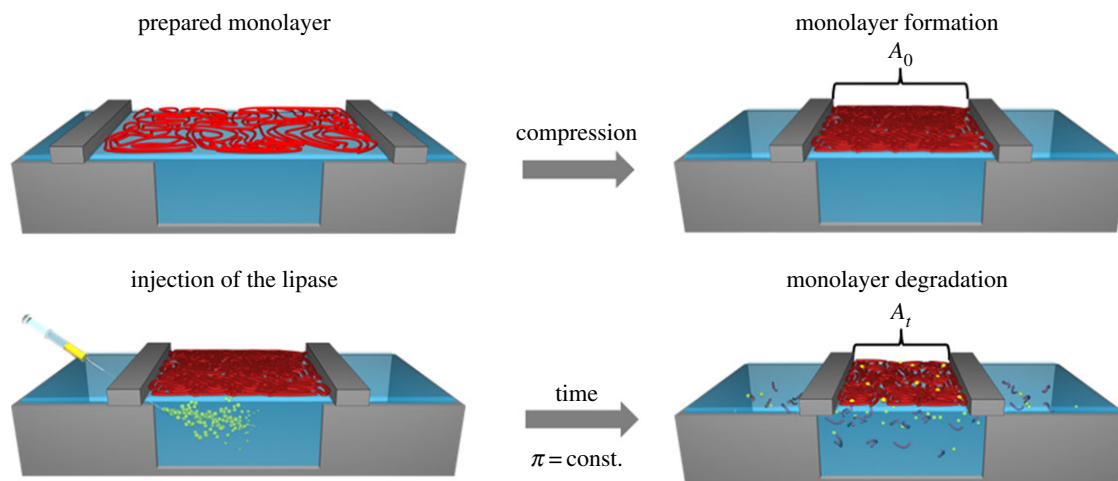 prepared monolayer
monolayer formation
A₀
compression
injection of the lipase
monolayer degradation
Aₜ
time
π = const.